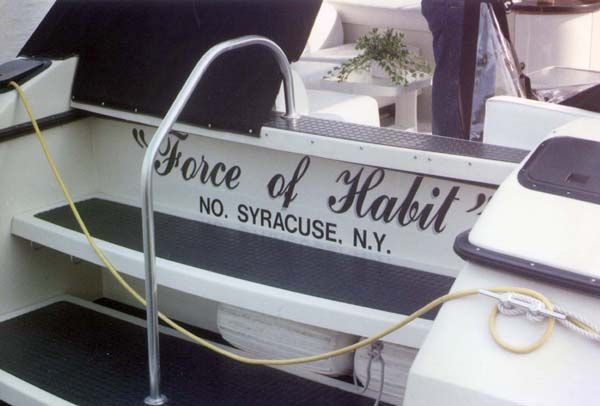 "Force of Habit"
NO. SYRACUSE. N.Y.